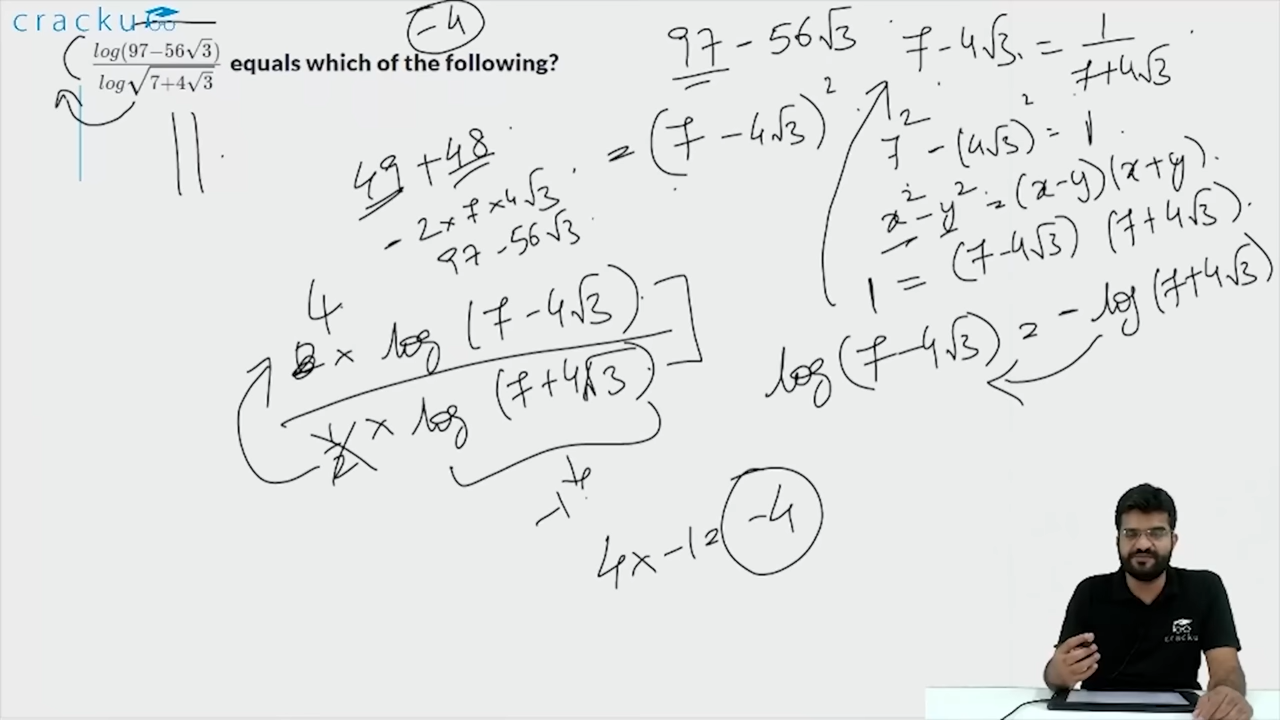 cracku
log(97−56√3) / log√(7+4√3) equals which of the following?
−4
97 − 56√3
= (7 − 4√3)²
49 + 48
− 2×7×4√3
97 − 56√3
7 − 4√3 = 1 / (7+4√3)
7² − (4√3)² = 1
x² − y² = (x−y)(x+y)
1 = (7−4√3) (7+4√3)
log (7−4√3) = − log (7+4√3)
4
× log (7 − 4√3)
1/2 × log (7+4√3)
4x −1 = −4
cracku